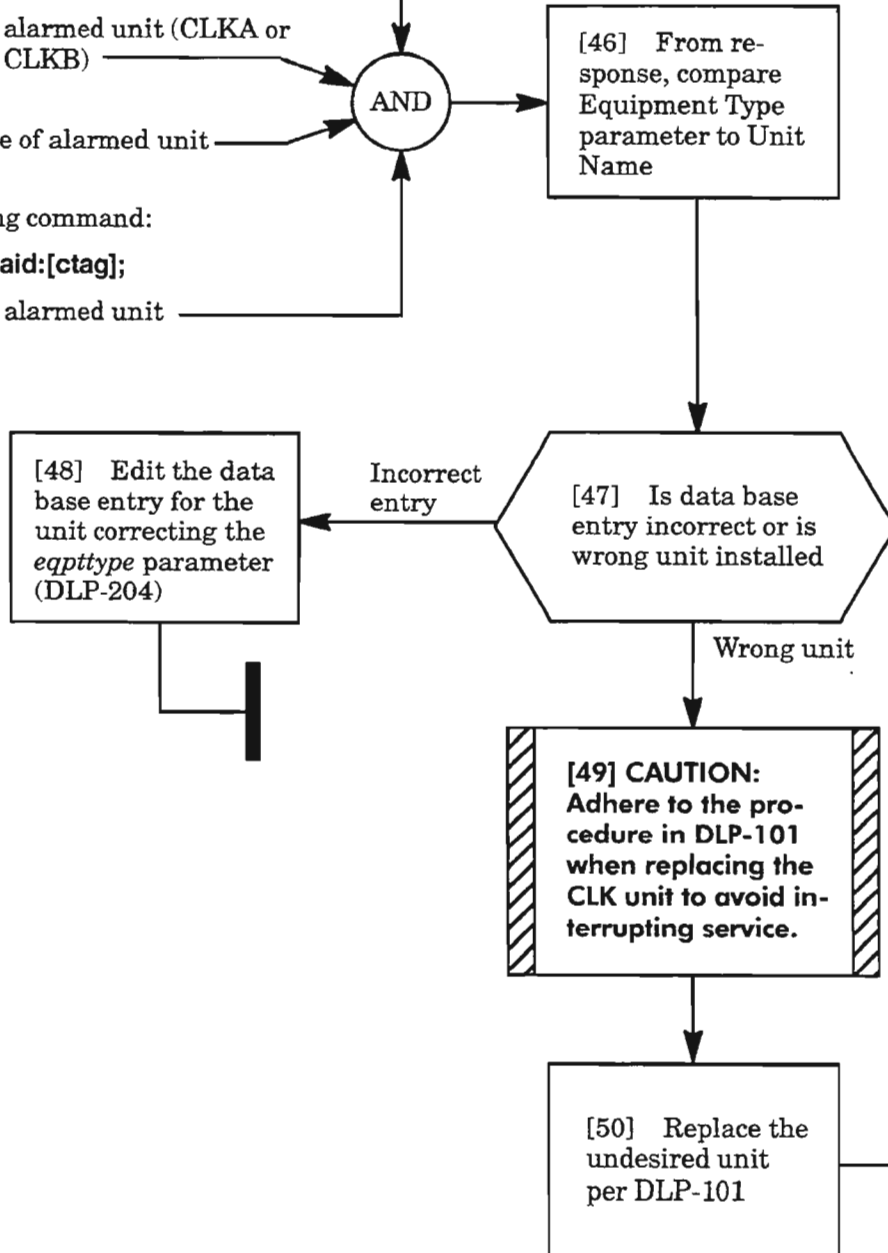 alarmed unit (CLKA or
CLKB)
AND
e of alarmed unit
ng command:
aid:[ctag];
alarmed unit
[46] From re-
sponse, compare
Equipment Type
parameter to Unit
Name
[48] Edit the data
base entry for the
unit correcting the
eqpttype parameter
(DLP-204)
Incorrect
entry
[47] Is data base
entry incorrect or is
wrong unit installed
Wrong unit
[49] CAUTION:
Adhere to the pro-
cedure in DLP-101
when replacing the
CLK unit to avoid in-
terrupting service.
[50] Replace the
undesired unit
per DLP-101